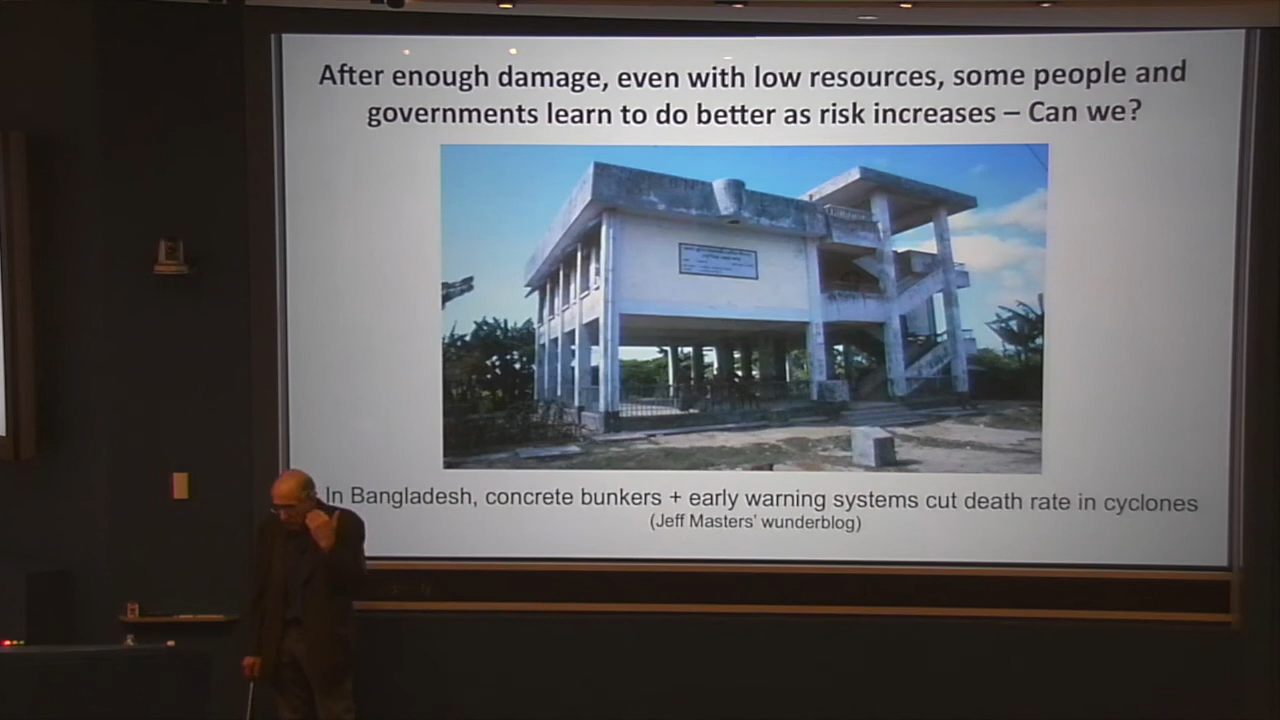 After enough damage, even with low resources, some people and
governments learn to do better as risk increases – Can we?
In Bangladesh, concrete bunkers + early warning systems cut death rate in cyclones
(Jeff Masters' wunderblog)